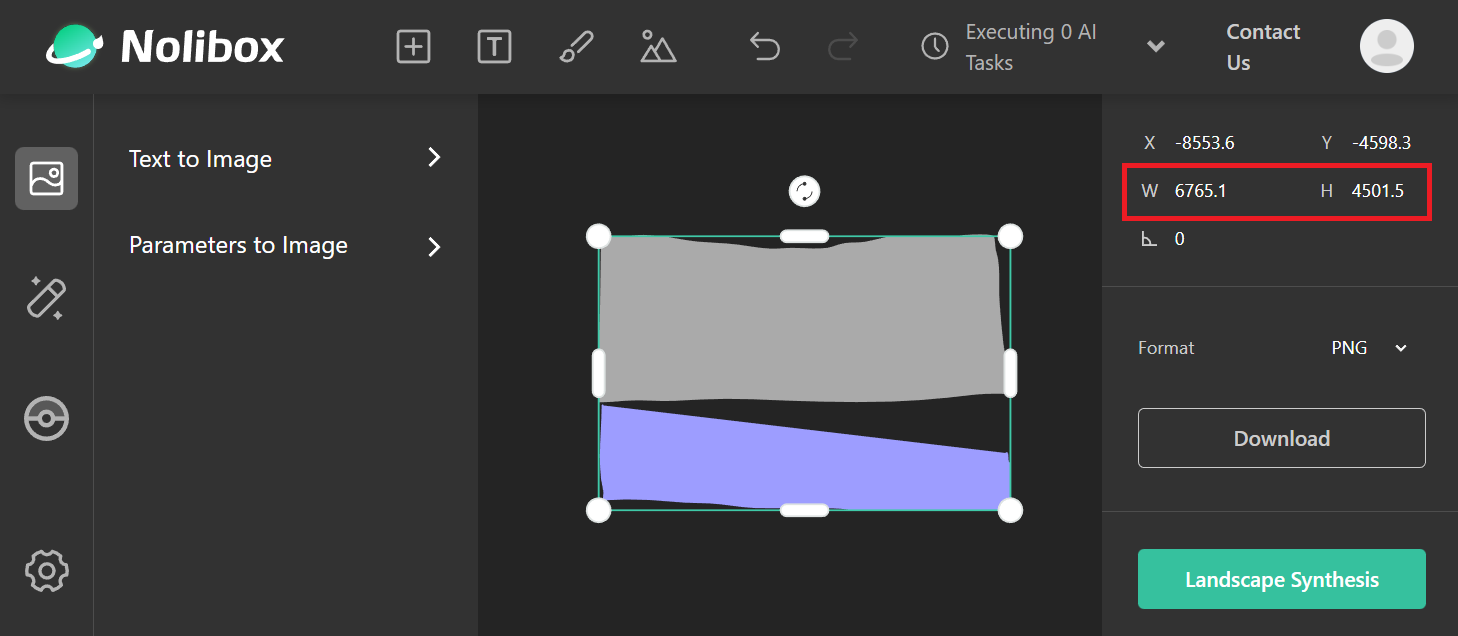 Nolibox
T
Executing 0 AI
Tasks
Contact
Us
Text to Image
Parameters to Image
X -8553.6 Y -4598.3
W 6765.1 H 4501.5
0
Format PNG
Download
Landscape Synthesis